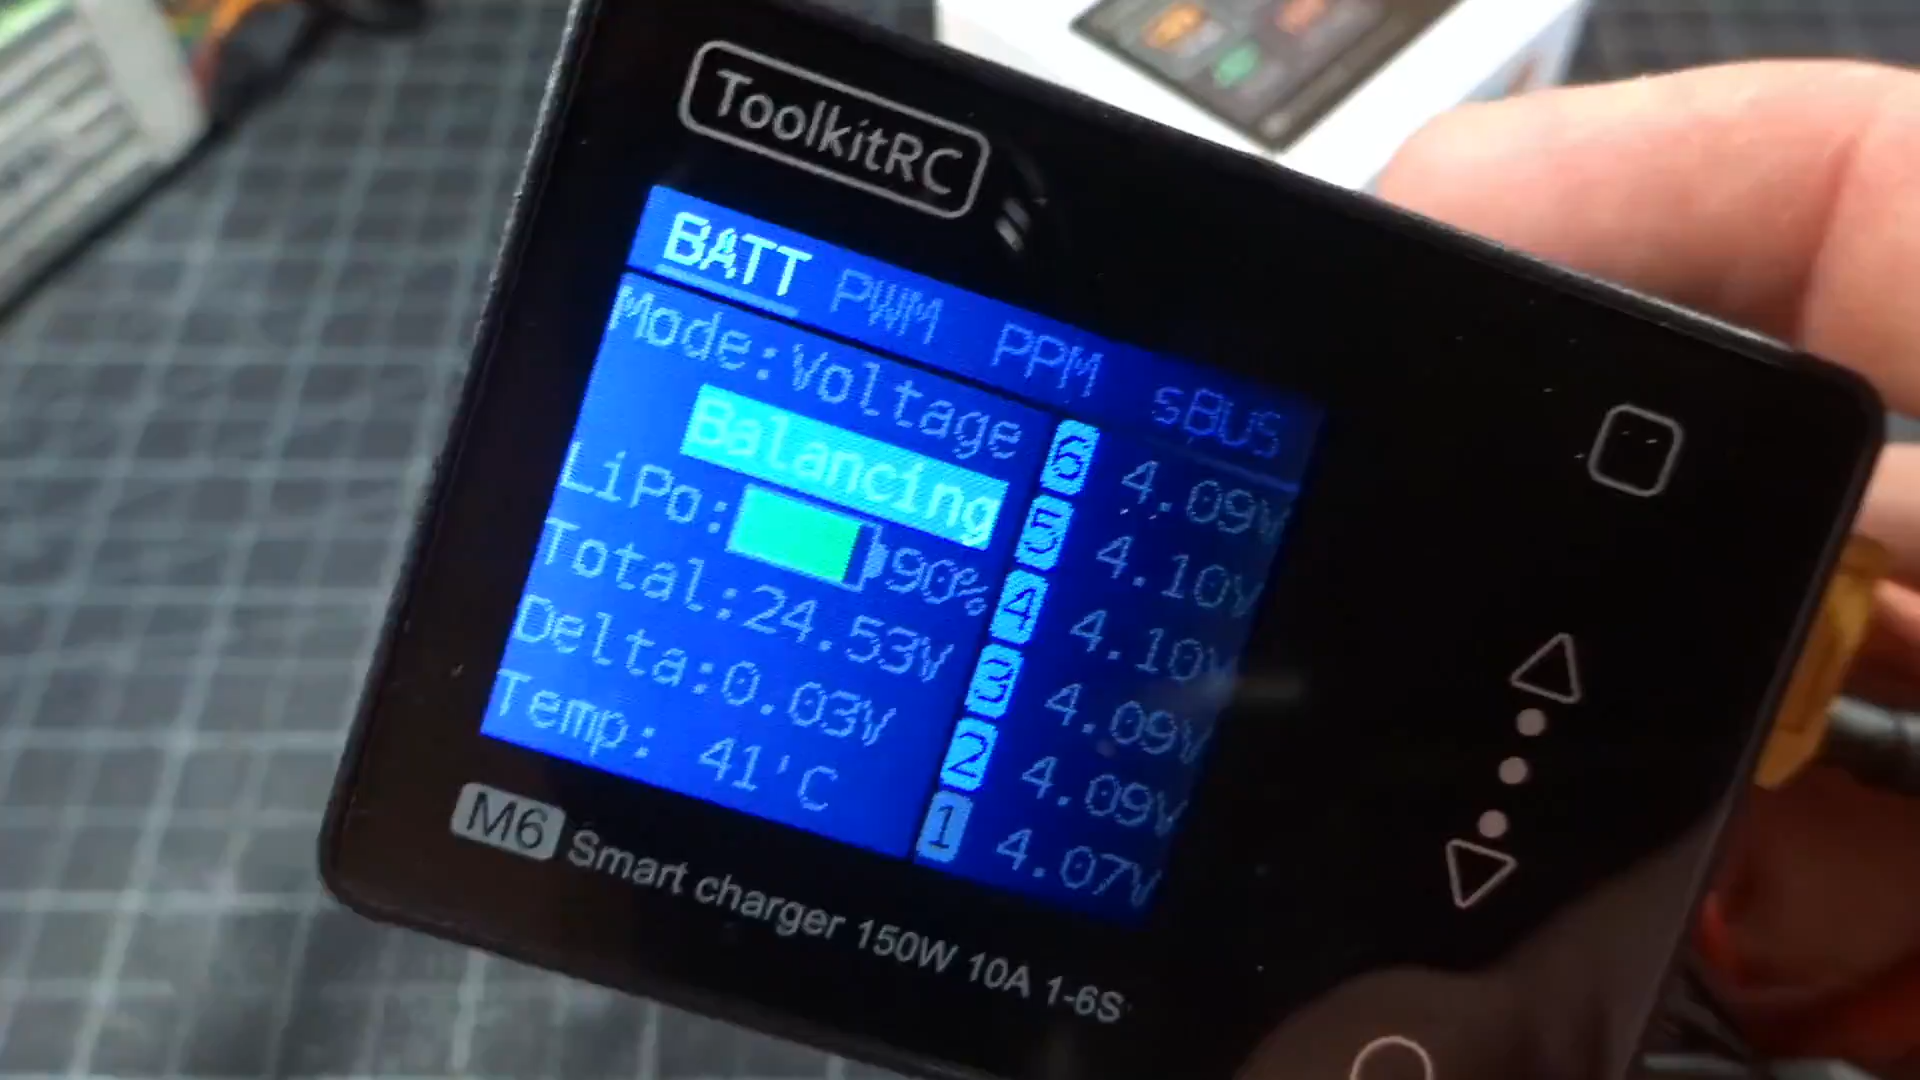 ToolkitRC
BATT PWM PPM sBUS
Mode:Voltage
Balancing
LiPo: 90%
Total:24.53V
Delta:0.03V
Temp: 41'C
6 4.09V
5 4.10V
4 4.10V
3 4.09V
2 4.09V
1 4.07V
M6 Smart charger 150W 10A 1-6S